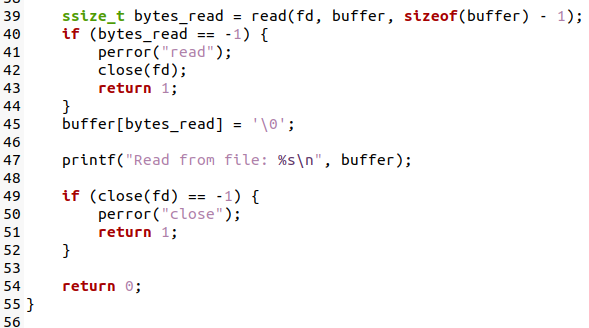 39     ssize_t bytes_read = read(fd, buffer, sizeof(buffer) - 1);
40     if (bytes_read == -1) {
41         perror("read");
42         close(fd);
43         return 1;
44     }
45     buffer[bytes_read] = '\0';
46
47     printf("Read from file: %s\n", buffer);
48
49     if (close(fd) == -1) {
50         perror("close");
51         return 1;
52     }
53
54     return 0;
55 }
56